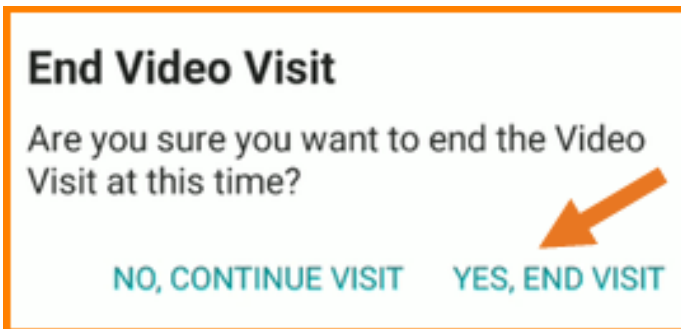 End Video Visit
Are you sure you want to end the Video
Visit at this time?
NO, CONTINUE VISIT YES, END VISIT